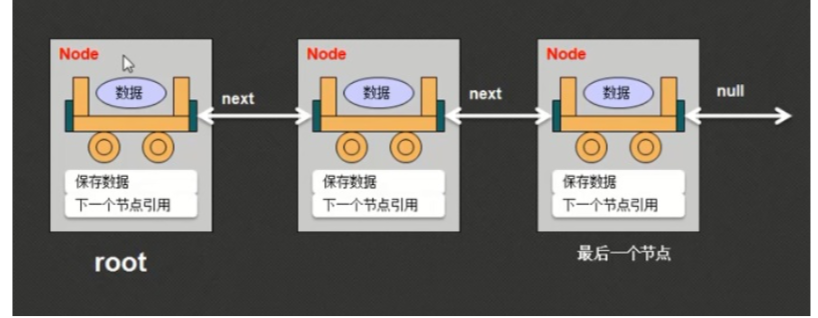 Node
数据
保存数据
下一个节点引用
root
next
Node
数据
保存数据
下一个节点引用
next
Node
数据
保存数据
下一个节点引用
最后一个节点
null